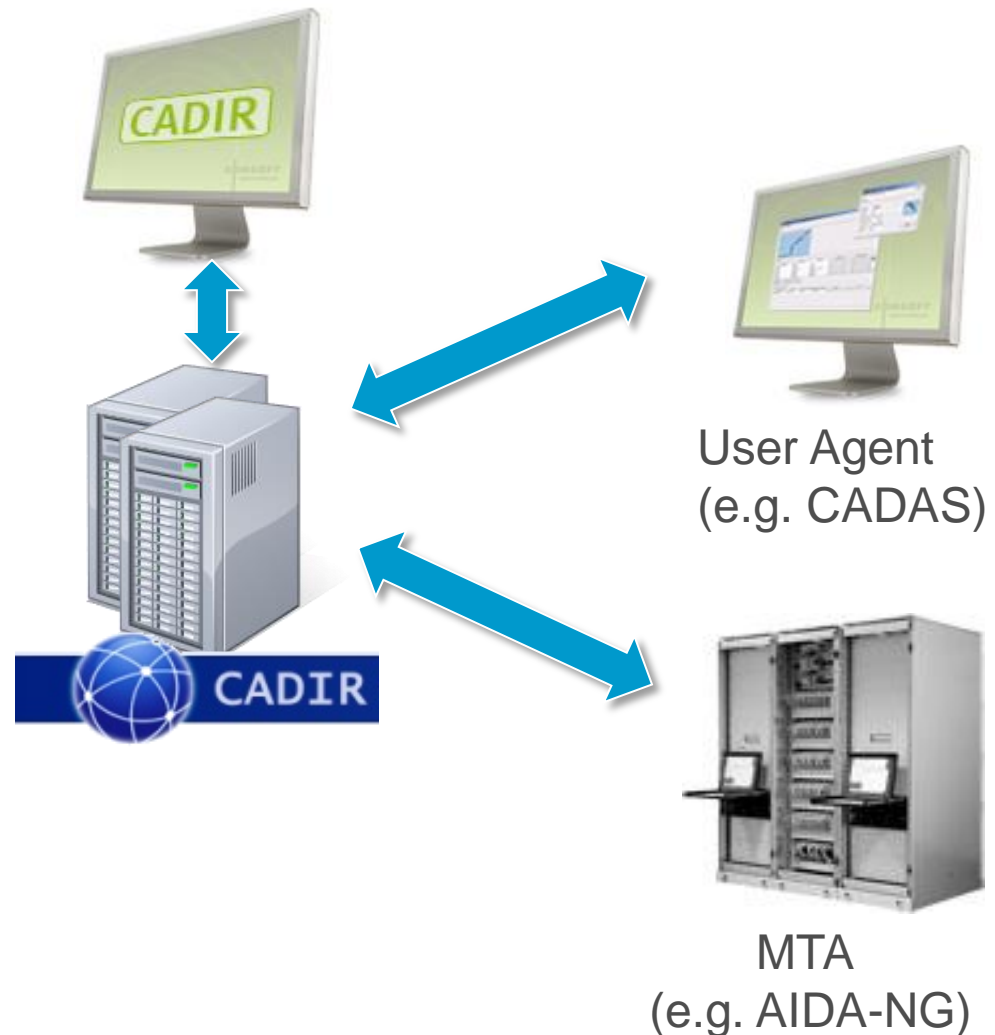 CADIR
User Agent
(e.g. CADAS)
CADIR
MTA
(e.g. AIDA-NG)